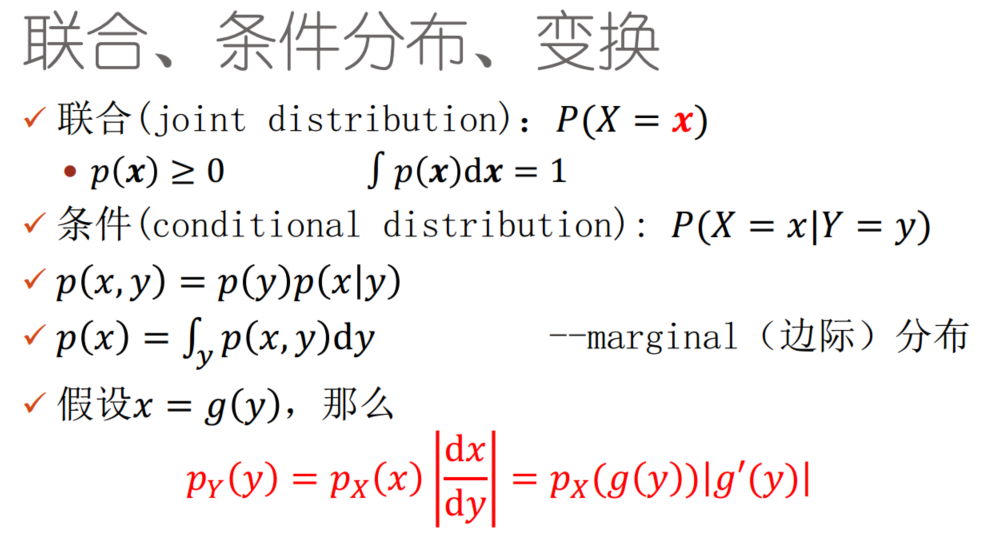 联合、条件分布、变换
✓ 联合(joint distribution): P(X = x)
• p(x) ≥ 0 ∫ p(x)dx = 1
✓ 条件(conditional distribution): P(X = x|Y = y)
✓ p(x, y) = p(y)p(x|y)
✓ p(x) = ∫_y p(x, y)dy --marginal（边际）分布
✓ 假设x = g(y)，那么
p_Y(y) = p_X(x) |dx/dy| = p_X(g(y))|g′(y)|